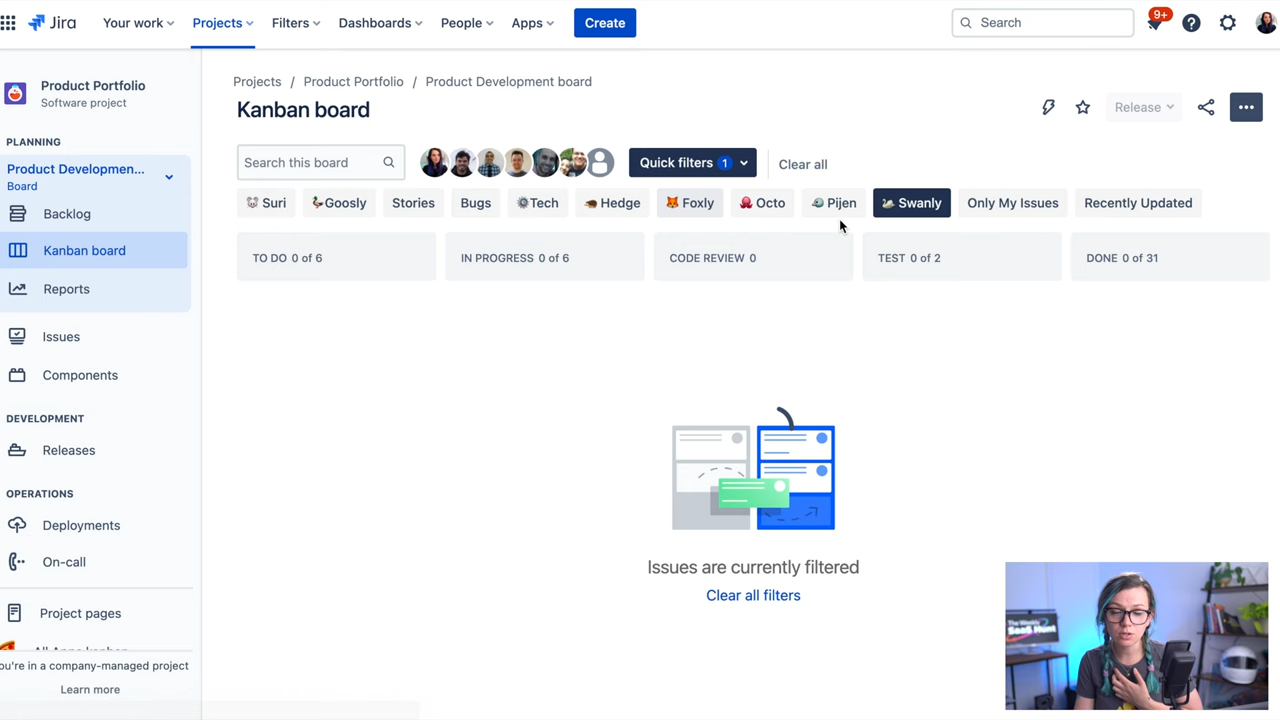 Jira
Your work
Projects
Filters
Dashboards
People
Apps
Create
Search
9+
Product Portfolio
Software project
PLANNING
Product Developmen...
Board
Backlog
Kanban board
Reports
Issues
Components
DEVELOPMENT
Releases
OPERATIONS
Deployments
On-call
Project pages
You're in a company-managed project
Learn more
Projects / Product Portfolio / Product Development board
Kanban board
Release
Search this board
Quick filters 1
Clear all
Suri
Goosly
Stories
Bugs
Tech
Hedge
Foxly
Octo
Pijen
Swanly
Only My Issues
Recently Updated
TO DO 0 of 6
IN PROGRESS 0 of 6
CODE REVIEW 0
TEST 0 of 2
DONE 0 of 31
Issues are currently filtered
Clear all filters
The Weekly
SaaS Hunt